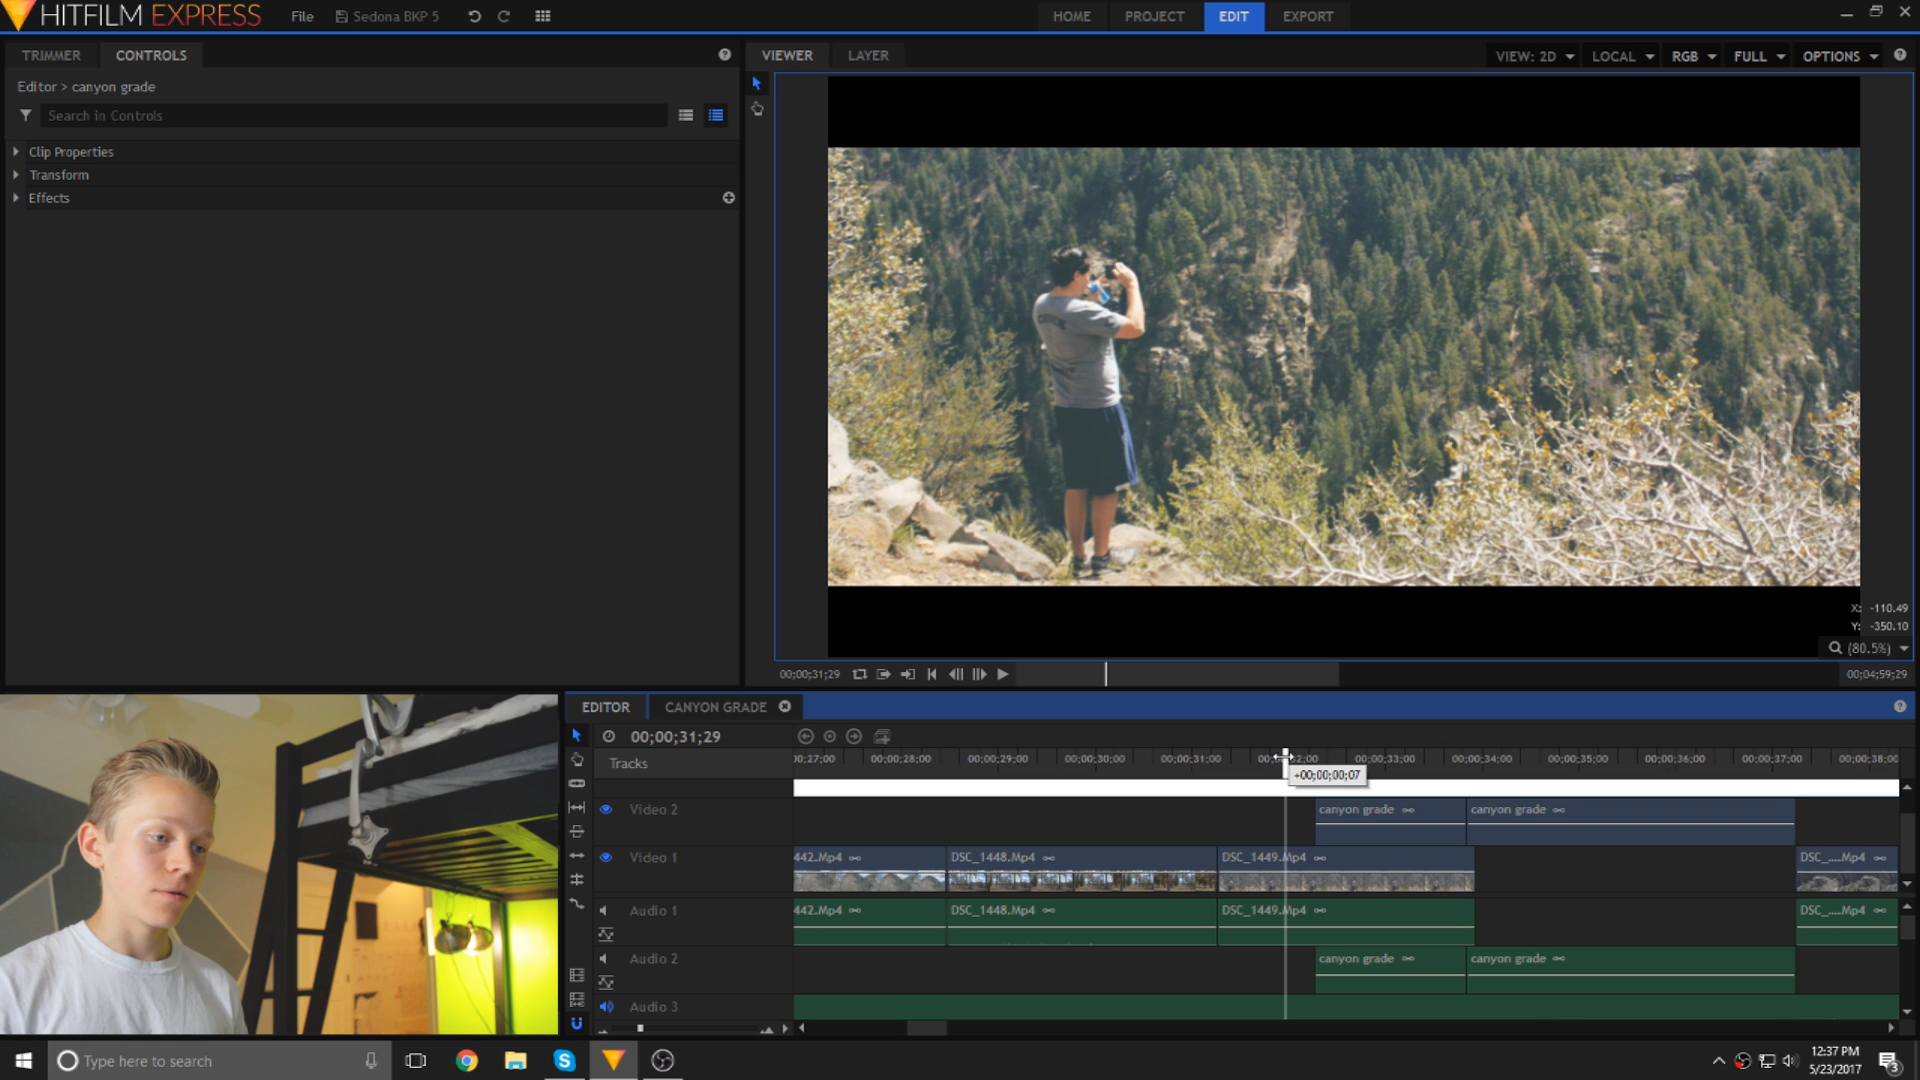 HITFILM EXPRESS
File
Sedona BKP 5
HOME
PROJECT
EDIT
EXPORT
TRIMMER
CONTROLS
Editor > canyon grade
Search in Controls
Clip Properties
Transform
Effects
VIEWER
LAYER
VIEW: 2D
LOCAL
RGB
FULL
OPTIONS
X: -110.49
Y: -350.10
(80.5%)
00;00;31;29
00;04;59;29
EDITOR
CANYON GRADE
00;00;31;29
Tracks
00;00;28;00
00;00;29;00
00;00;30;00
00;00;31;00
00;00;33;00
00;00;34;00
00;00;35;00
00;00;36;00
00;00;37;00
+00;00;00;07
Video 2
canyon grade
canyon grade
Video 1
442.Mp4
DSC_1448.Mp4
DSC_1449.Mp4
DSC_....Mp4
Audio 1
442.Mp4
DSC_1448.Mp4
DSC_1449.Mp4
DSC_....Mp4
Audio 2
canyon grade
canyon grade
Audio 3
Type here to search
12:37 PM
5/23/2017
3